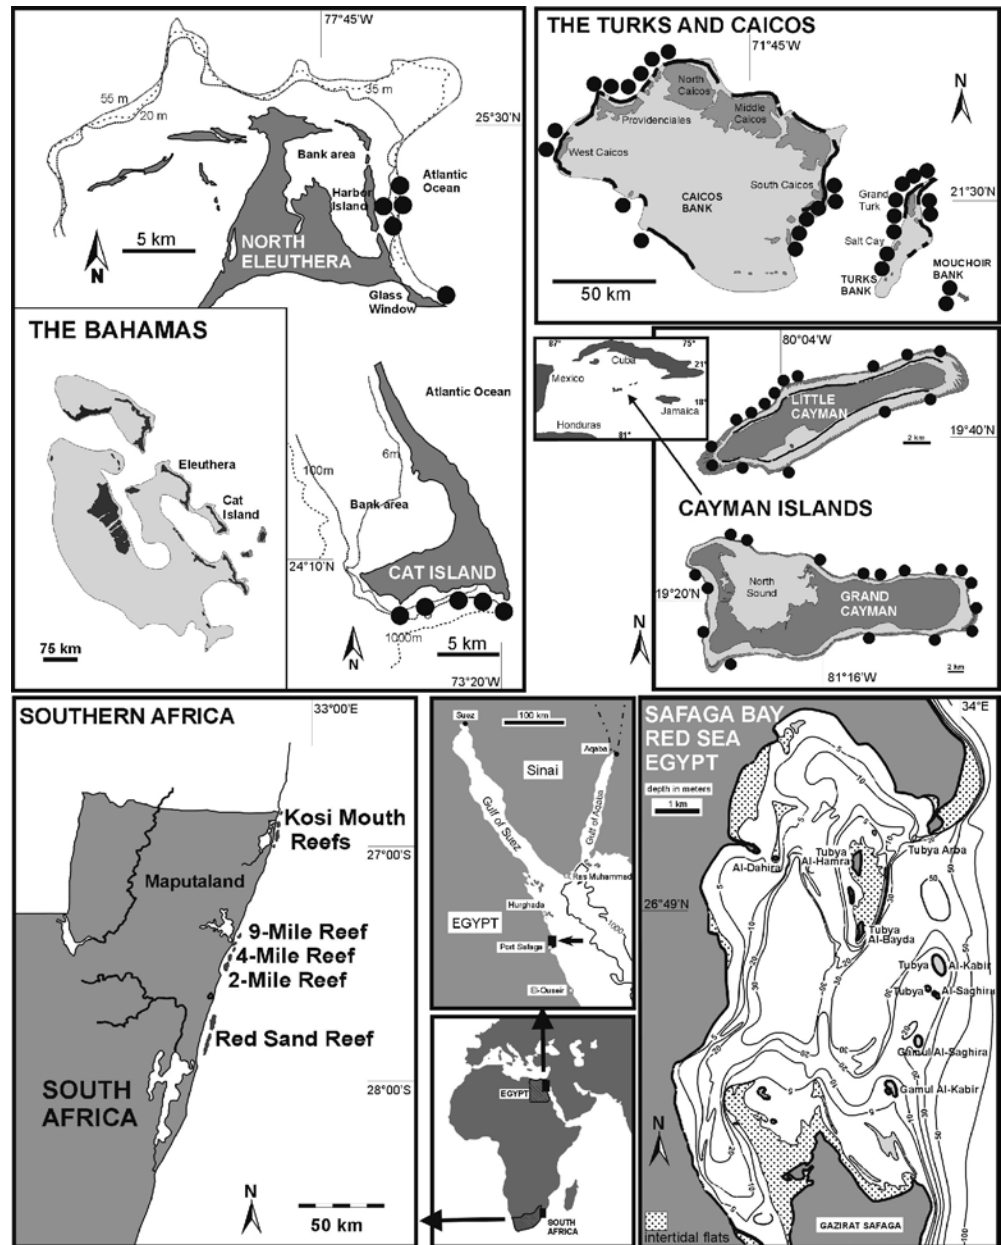 77°45'W
55 m
20 m
35 m
25°30'N
Bank area
Atlantic
Ocean
Harbor
Island
5 km
N
NORTH
ELEUTHERA
Glass
Window
THE BAHAMAS
Eleuthera
Cat
Island
75 km
Atlantic Ocean
100m
6m
Bank area
24°10'N
CAT ISLAND
1000m
N
5 km
73°20'W
THE TURKS AND CAICOS
71°45'W
N
North
Caicos
Middle
Caicos
Providenciales
West Caicos
South Caicos
CAICOS
BANK
Grand
Turk
21°30'N
Salt Cay
TURKS
BANK
MOUCHOIR
BANK
50 km
87°
75°
Cuba
21°
Mexico
18°
Jamaica
Honduras
81°
80°04'W
LITTLE
CAYMAN
19°40'N
2 km
CAYMAN ISLANDS
19°20'N
North
Sound
GRAND
CAYMAN
N
2 km
81°16'W
SOUTHERN AFRICA
33°00'E
Kosi Mouth
Reefs
27°00'S
Maputaland
9-Mile Reef
4-Mile Reef
2-Mile Reef
Red Sand Reef
SOUTH
AFRICA
28°00'S
N
50 km
Suez
100 km
Aqaba
Sinai
Gulf of Suez
Gulf of Aqaba
Ras Muhammad
Hurghada
1000
EGYPT
Port Safaga
El-Quseir
EGYPT
SOUTH
AFRICA
SAFAGA BAY
RED SEA
EGYPT
34°E
depth in meters
1 km
Tubya
Al-Hamra
Tubya Arba
Al-Dahira
26°49'N
Tubya
Al-Bayda
Tubya Al-Kabir
Tubya Al-Saghira
Gamul Al-Saghira
Gamul Al-Kabir
N
GAZIRAT SAFAGA
intertidal flats